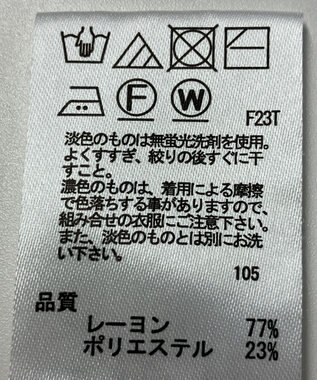 F
W
F23T
淡色のものは無蛍光洗剤を使用。
よくすすぎ、絞りの後すぐに干
すこと。
濃色のものは、着用による摩擦
で色落ちする事がありますので、
組み合せの衣服にご注意下さい。
また、淡色のものとは別にお洗
い下さい。
105
品質
レーヨン 77%
ポリエステル 23%